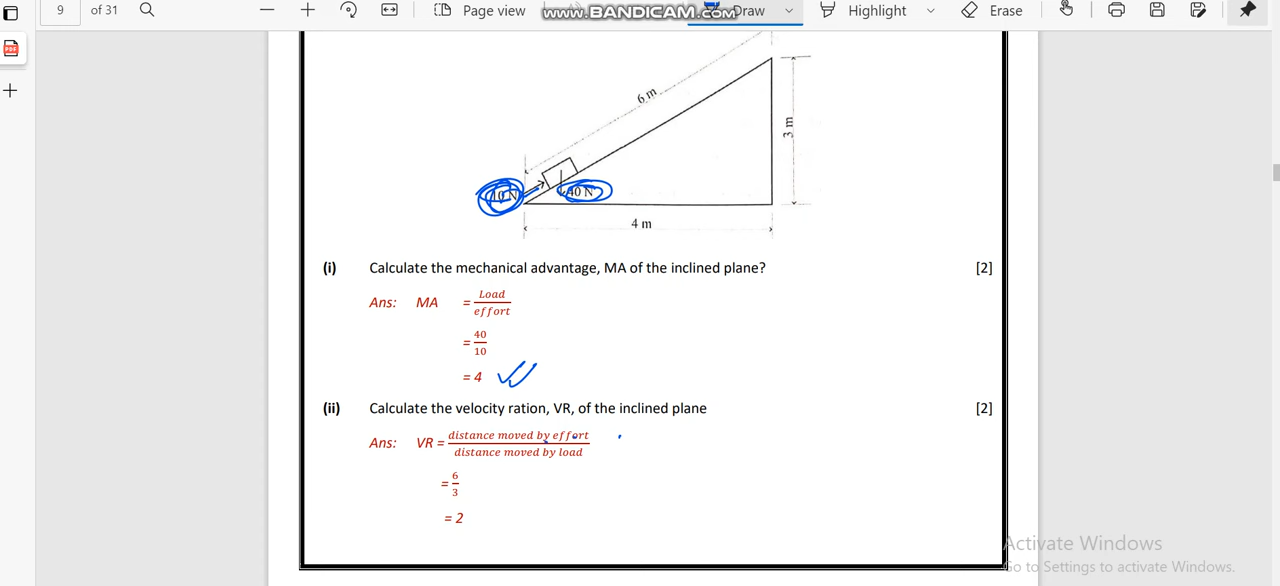 9 of 31 Page view www.BANDICAM.com Draw Highlight Erase
PDF
6 m
3 m
10 N
40 N
4 m
(i) Calculate the mechanical advantage, MA of the inclined plane? [2]
Ans: MA = Load
effort
= 40
10
= 4
(ii) Calculate the velocity ration, VR, of the inclined plane [2]
Ans: VR = distance moved by effort
distance moved by load
= 6
3
= 2
Activate Windows
Go to Settings to activate Windows.